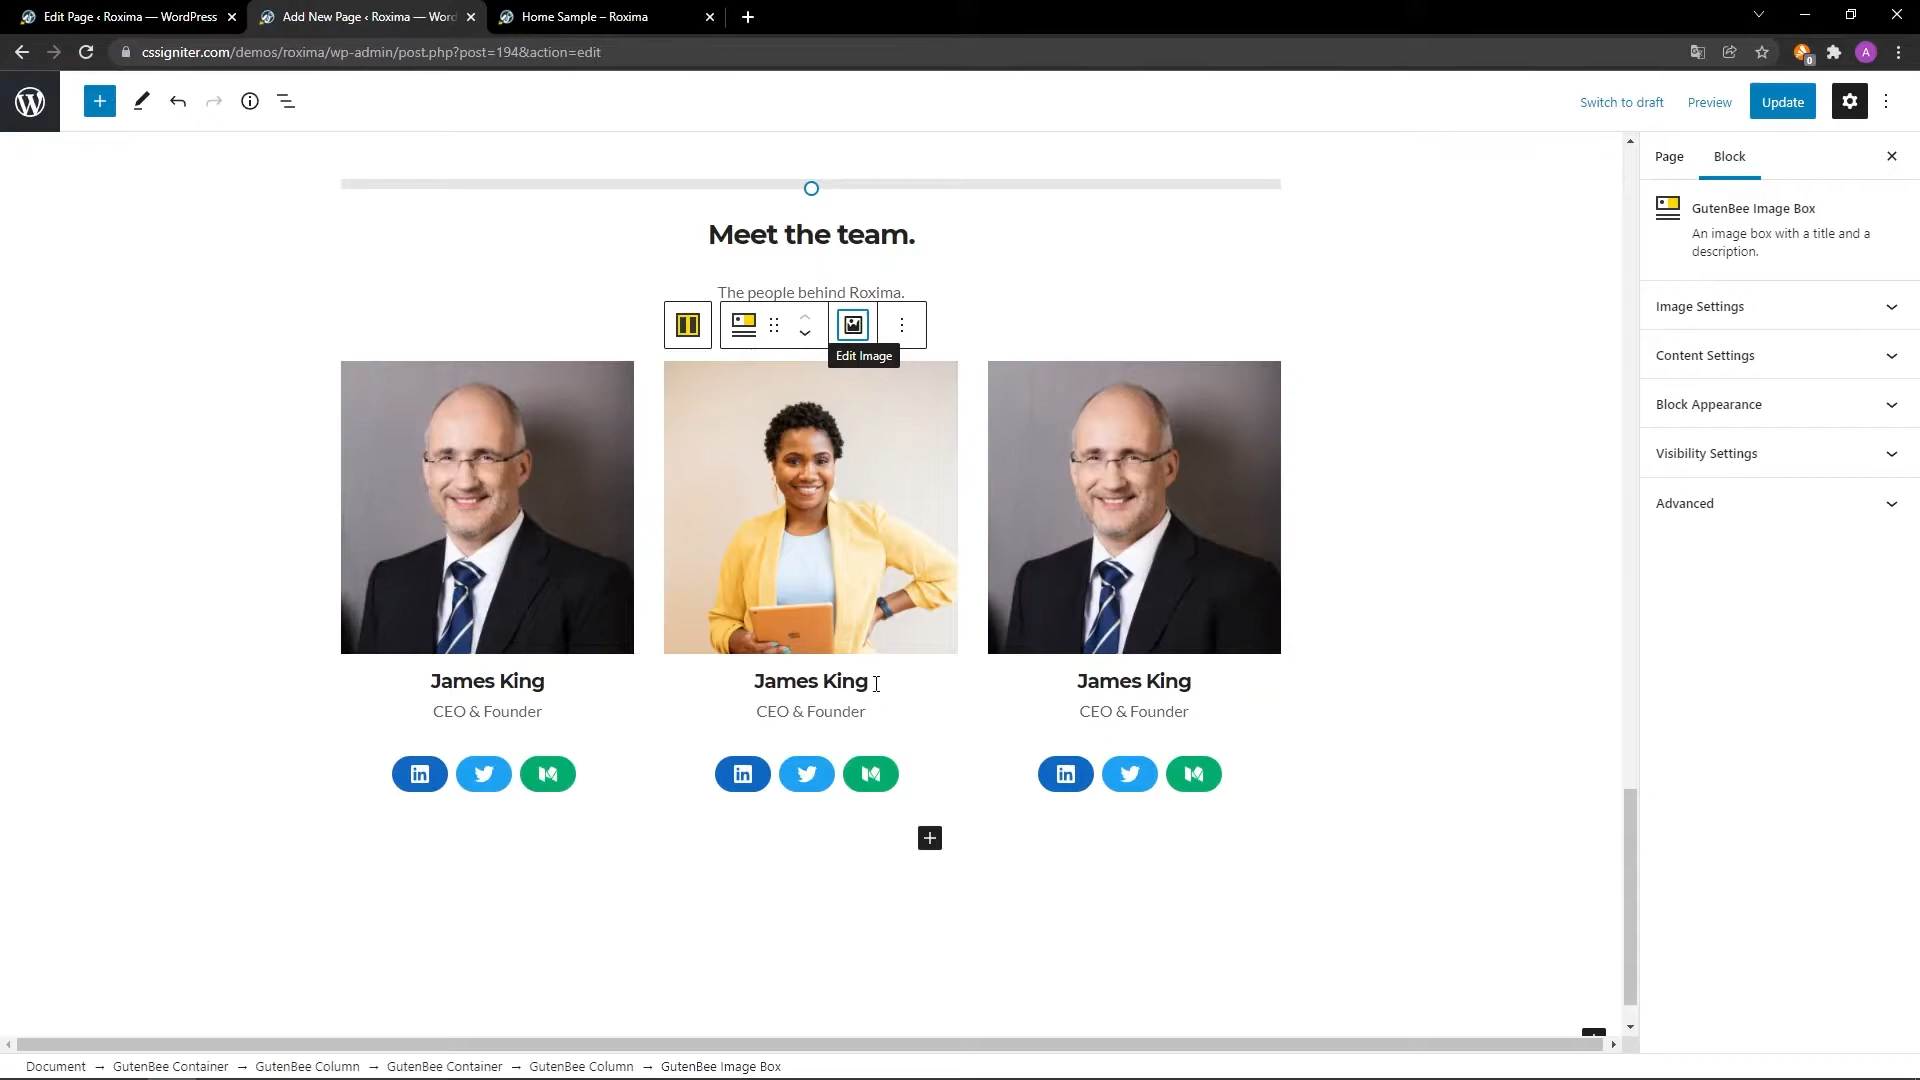 Edit Page ‹ Roxima — WordPress
Add New Page ‹ Roxima — Word
Home Sample – Roxima
cssigniter.com/demos/roxima/wp-admin/post.php?post=194&action=edit
0
A
Switch to draft
Preview
Update
Page
Block
GutenBee Image Box
An image box with a title and a
description.
Image Settings
Content Settings
Block Appearance
Visibility Settings
Advanced
Meet the team.
The people behind Roxima.
Edit Image
James King
CEO & Founder
James King
CEO & Founder
James King
CEO & Founder
Document → GutenBee Container → GutenBee Column → GutenBee Container → GutenBee Column → GutenBee Image Box